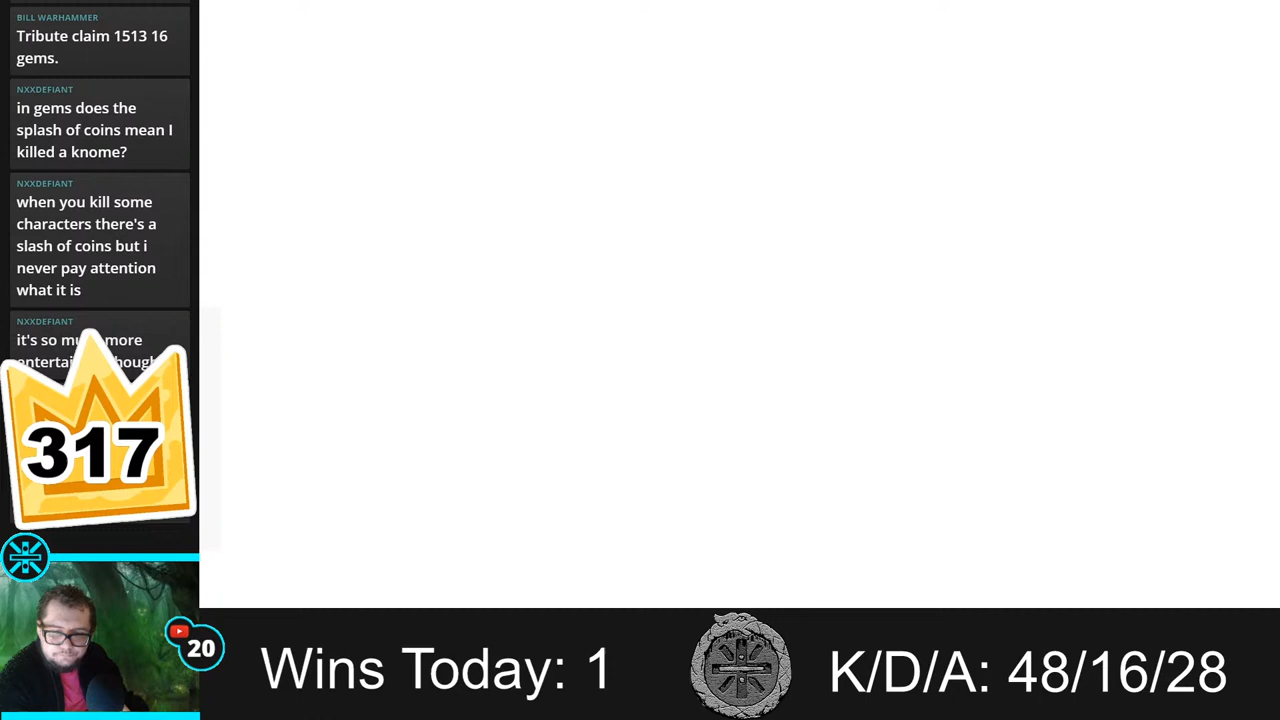 BILL WARHAMMER
Tribute claim 1513 16
gems.
NXXDEFIANT
in gems does the
splash of coins mean I
killed a knome?
NXXDEFIANT
when you kill some
characters there's a
slash of coins but i
never pay attention
what it is
NXXDEFIANT
it's so more
317
20
Wins Today: 1
K/D/A: 48/16/28